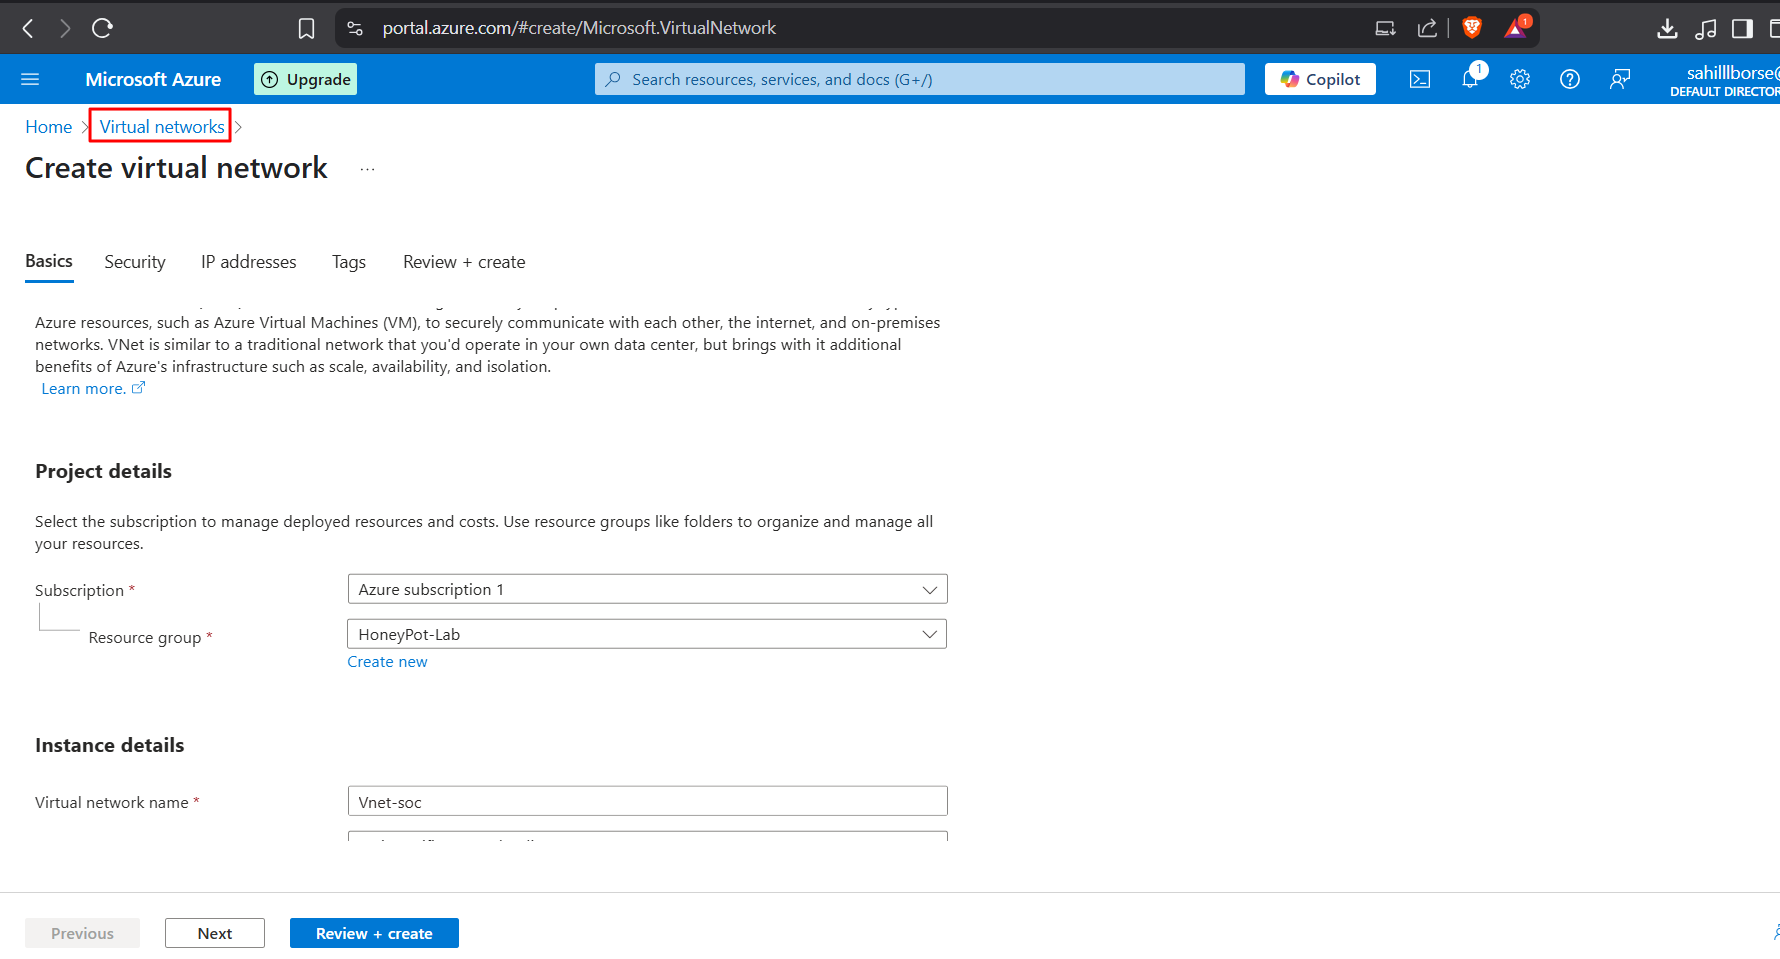 portal.azure.com/#create/Microsoft.VirtualNetwork
1
Microsoft Azure
Upgrade
Search resources, services, and docs (G+/)
Copilot
1
sahilllborse@
DEFAULT DIRECTOR
Home > Virtual networks >
Create virtual network ...
Basics Security IP addresses Tags Review + create
Azure resources, such as Azure Virtual Machines (VM), to securely communicate with each other, the internet, and on-premises
networks. VNet is similar to a traditional network that you'd operate in your own data center, but brings with it additional
benefits of Azure's infrastructure such as scale, availability, and isolation.
Learn more.
Project details
Select the subscription to manage deployed resources and costs. Use resource groups like folders to organize and manage all
your resources.
Subscription *
Azure subscription 1
Resource group *
HoneyPot-Lab
Create new
Instance details
Virtual network name *
Vnet-soc
Previous
Next
Review + create